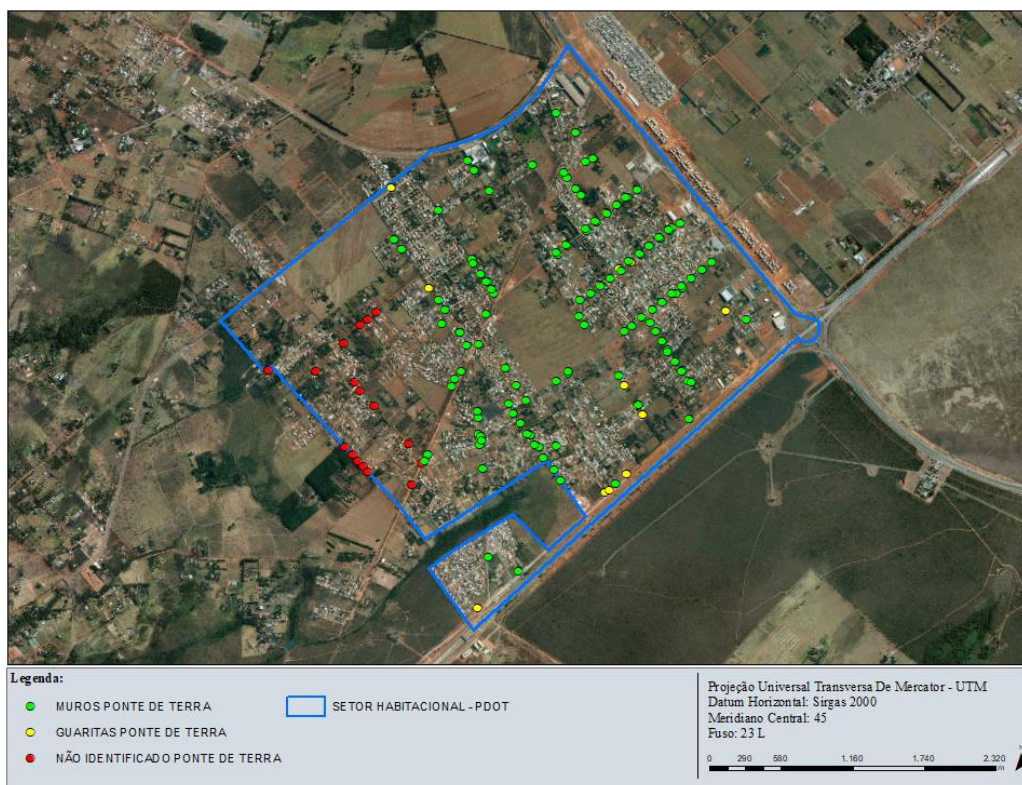 Legenda:
MUROS PONTE DE TERRA
GUARITAS PONTE DE TERRA
NÃO IDENTIFICADO PONTE DE TERRA
SETOR HABITACIONAL - PDOT
Projeção Universal Transversa De Mercator - UTM
Datum Horizontal: Sirgas 2000
Meridiano Central: 45
Fuso: 23 L
0 290 580 1.160 1.740 2.320
m